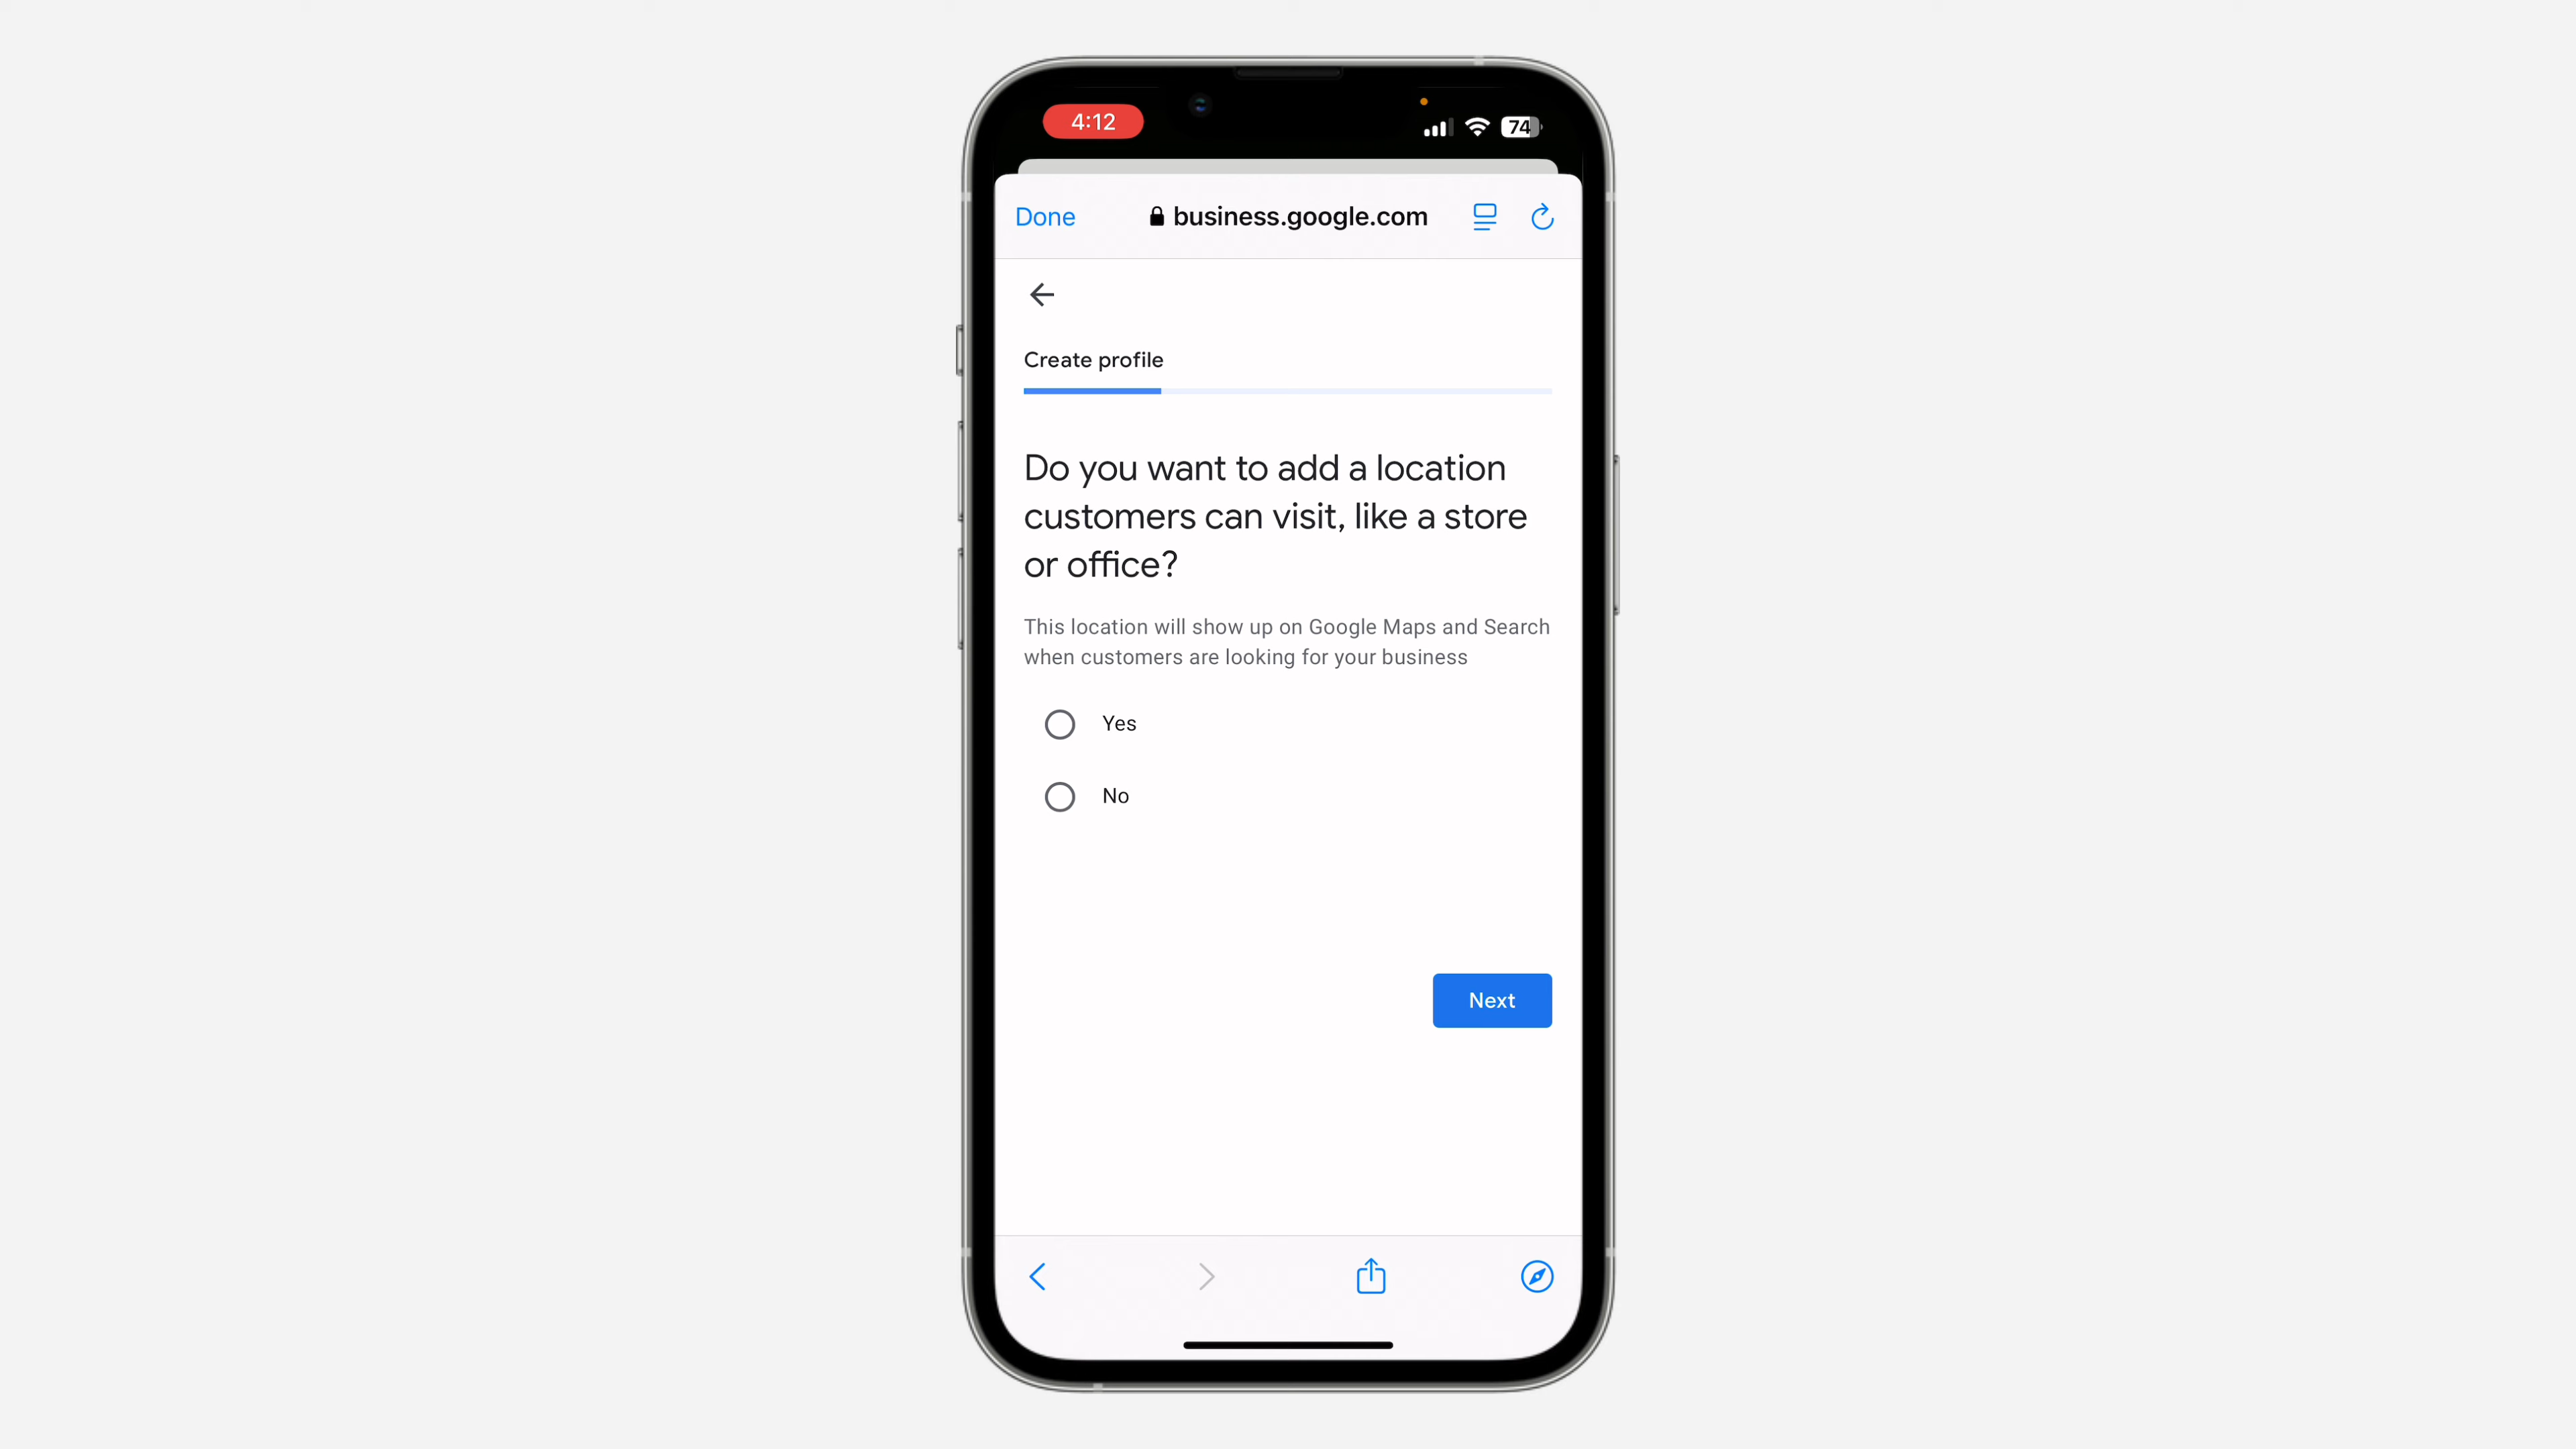 4:12
74
Done
business.google.com
Create profile
Do you want to add a location
customers can visit, like a store
or office?
This location will show up on Google Maps and Search
when customers are looking for your business
Yes
No
Next